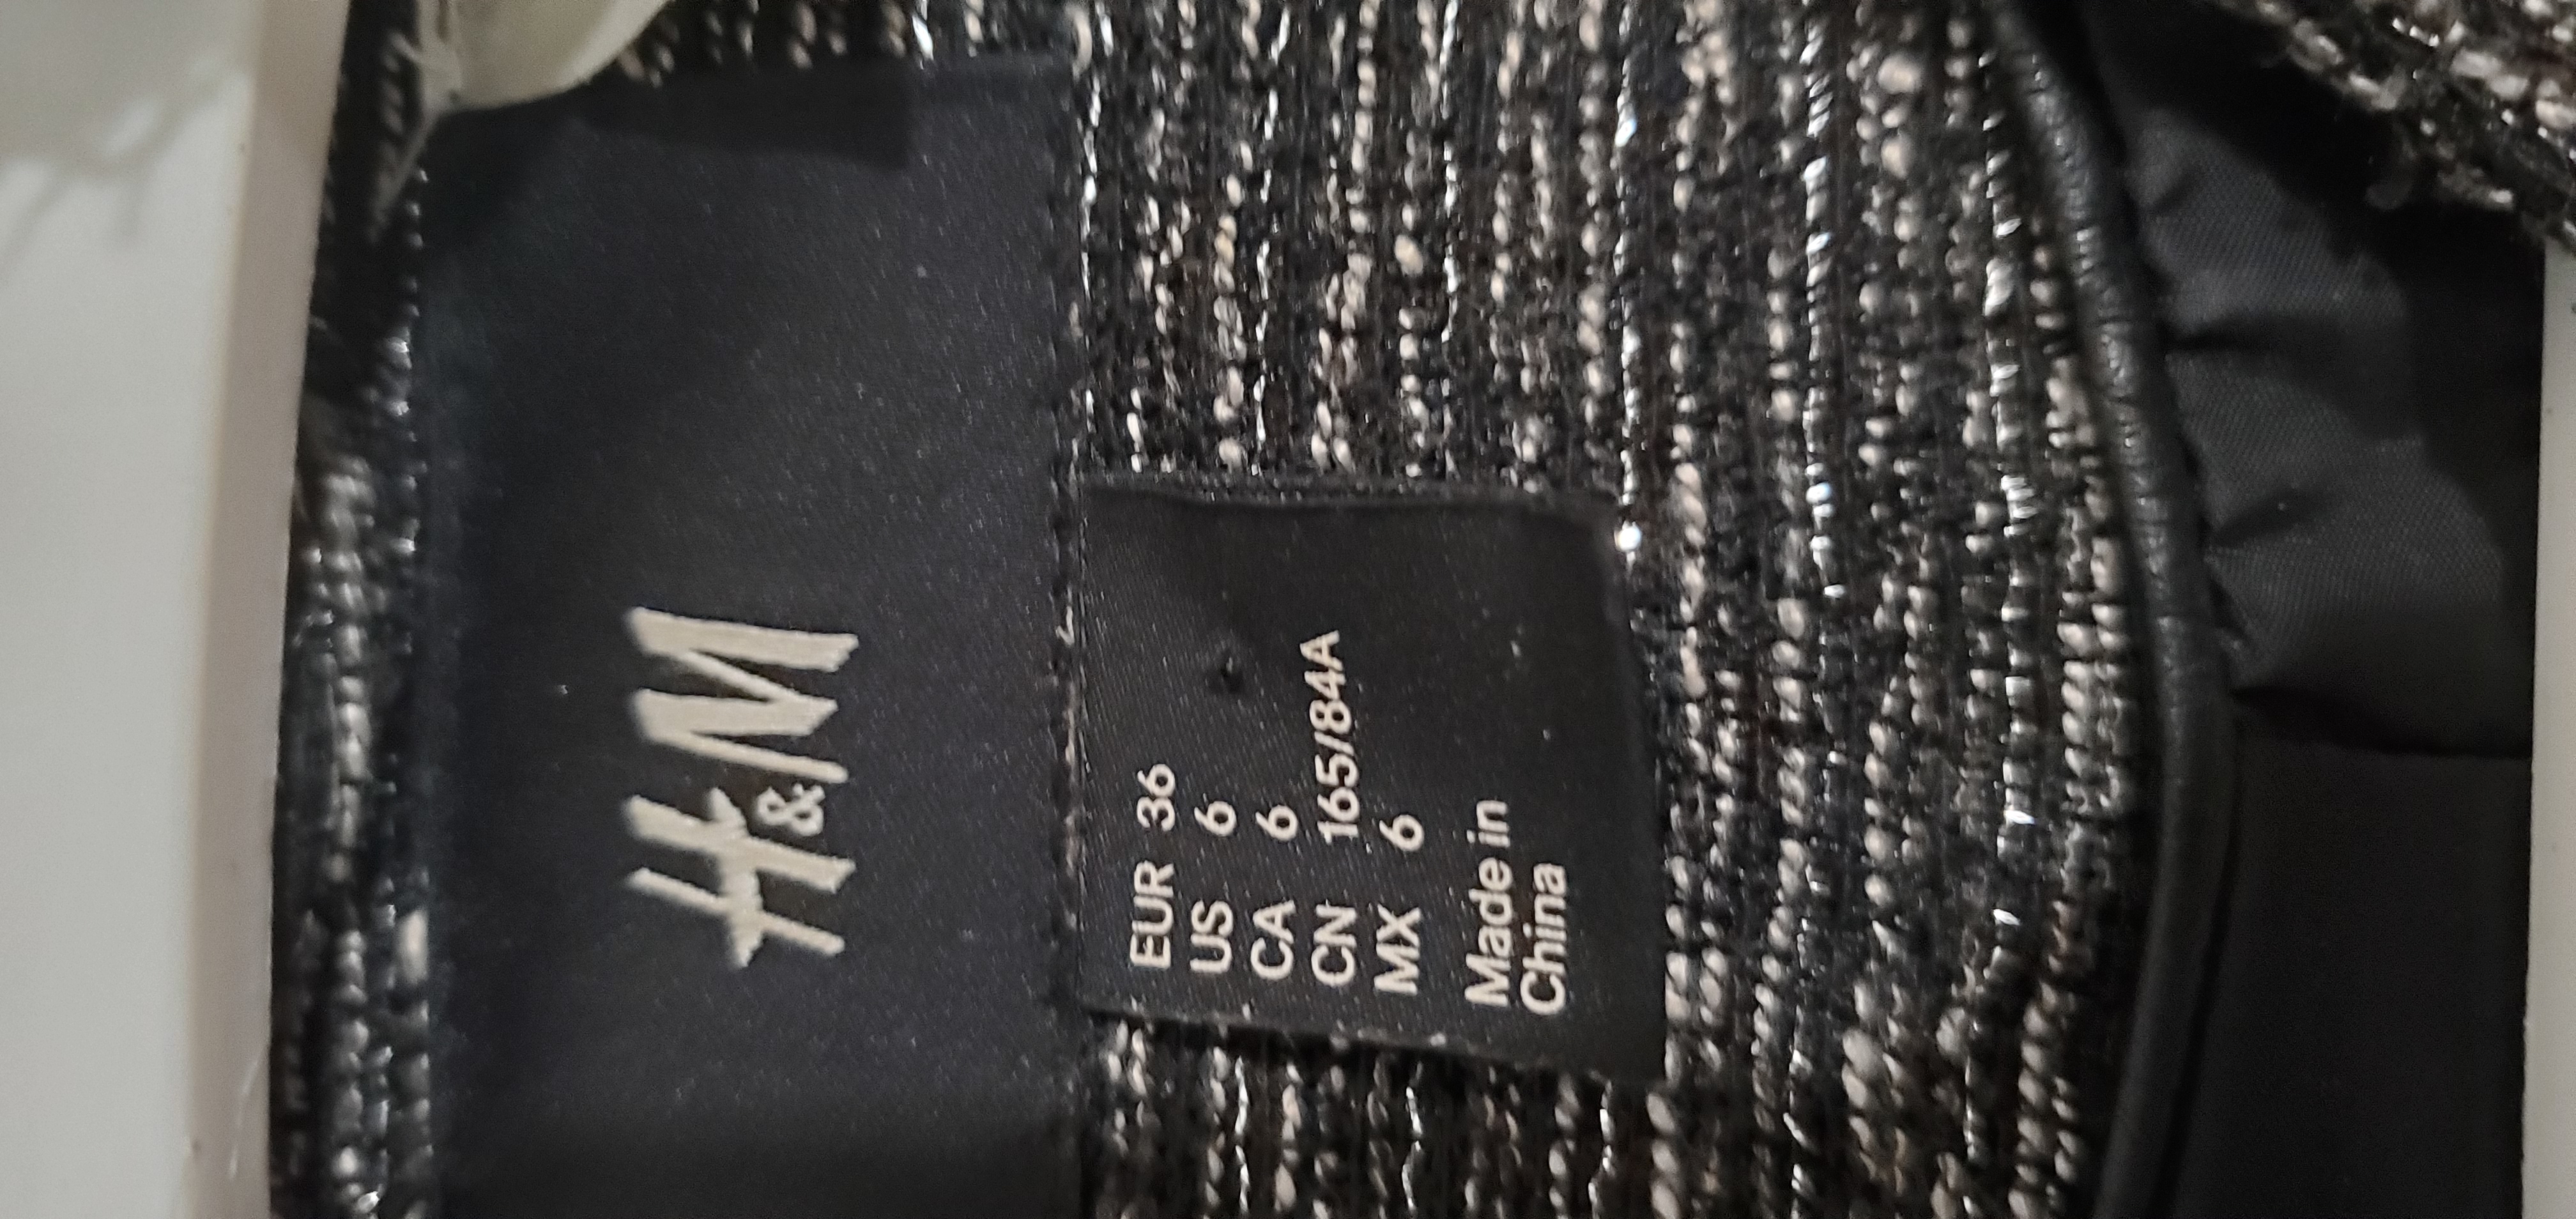 H&M
EUR 36
US 6
CA 6
CN 165/84A
MX 6
Made in
China